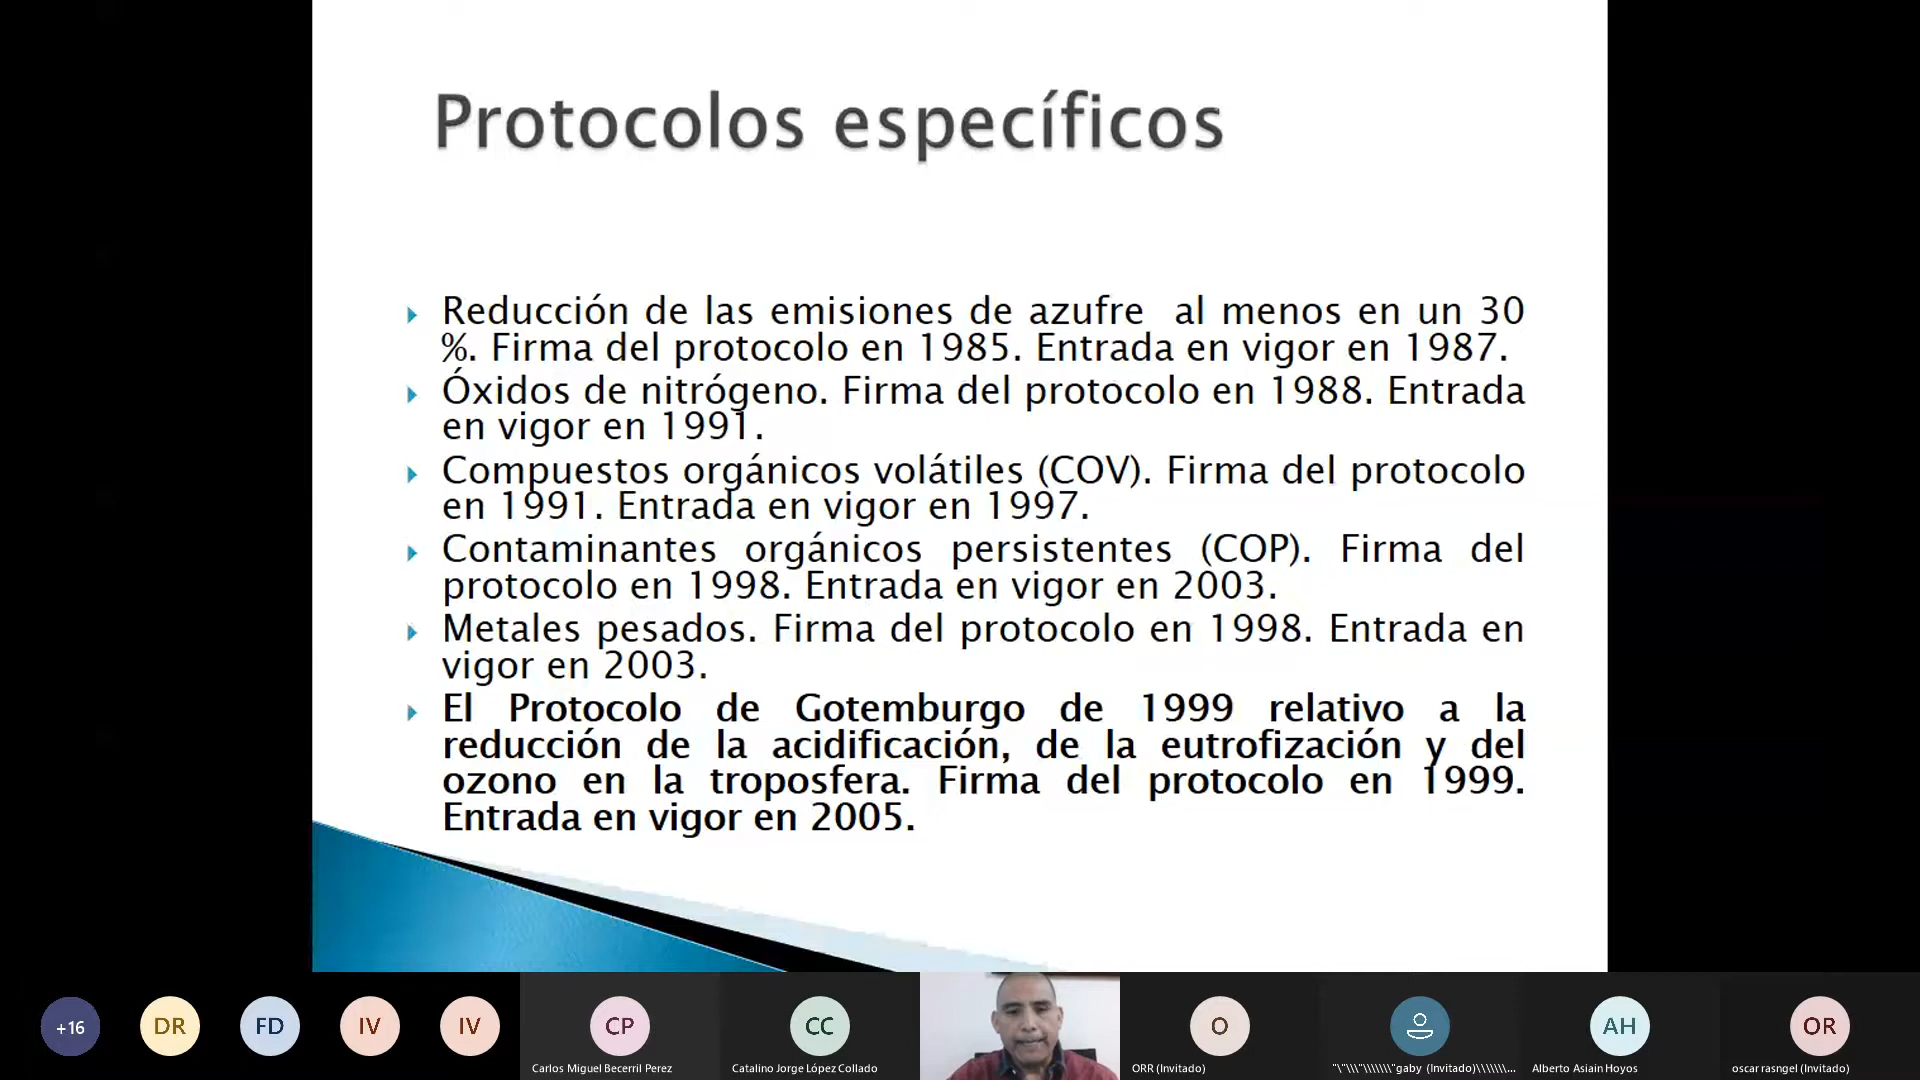 Protocolos específicos
Reducción de las emisiones de azufre al menos en un 30
%. Firma del protocolo en 1985. Entrada en vigor en 1987.
Óxidos de nitrógeno. Firma del protocolo en 1988. Entrada
en vigor en 1991.
Compuestos orgánicos volátiles (COV). Firma del protocolo
en 1991. Entrada en vigor en 1997.
Contaminantes orgánicos persistentes (COP). Firma del
protocolo en 1998. Entrada en vigor en 2003.
Metales pesados. Firma del protocolo en 1998. Entrada en
vigor en 2003.
El Protocolo de Gotemburgo de 1999 relativo a la
reducción de la acidificación, de la eutrofización y del
ozono en la troposfera. Firma del protocolo en 1999.
Entrada en vigor en 2005.
+16 DR FD IV IV CP CC O AH OR
Carlos Miguel Becerril Perez Catalino Jorge López Collado ORR (Invitado) "\"\\\"\\\\\\\"gaby (Invitado)\\\\\\\... Alberto Asiain Hoyos oscar rasngel (Invitado)